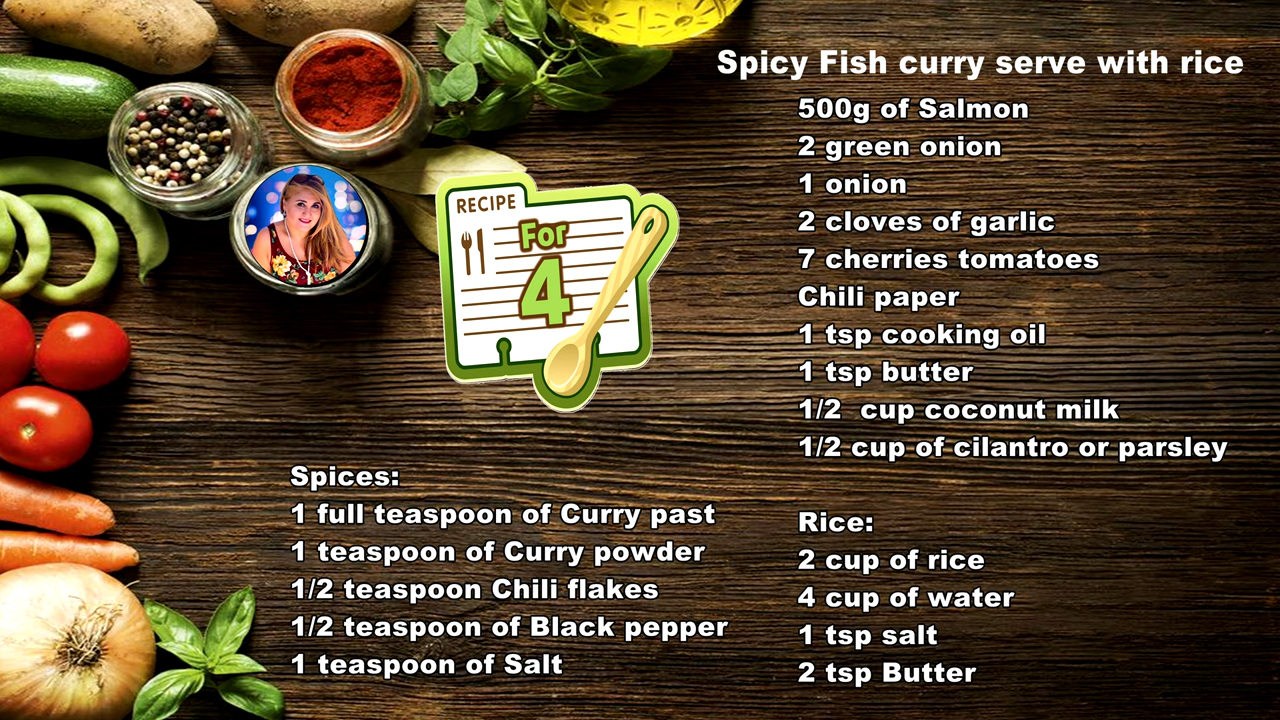 Spicy Fish curry serve with rice
500g of Salmon
2 green onion
1 onion
2 cloves of garlic
7 cherries tomatoes
Chili paper
1 tsp cooking oil
1 tsp butter
1/2 cup coconut milk
1/2 cup of cilantro or parsley
RECIPE
For
4
Spices:
1 full teaspoon of Curry past
1 teaspoon of Curry powder
1/2 teaspoon Chili flakes
1/2 teaspoon of Black pepper
1 teaspoon of Salt
Rice:
2 cup of rice
4 cup of water
1 tsp salt
2 tsp Butter